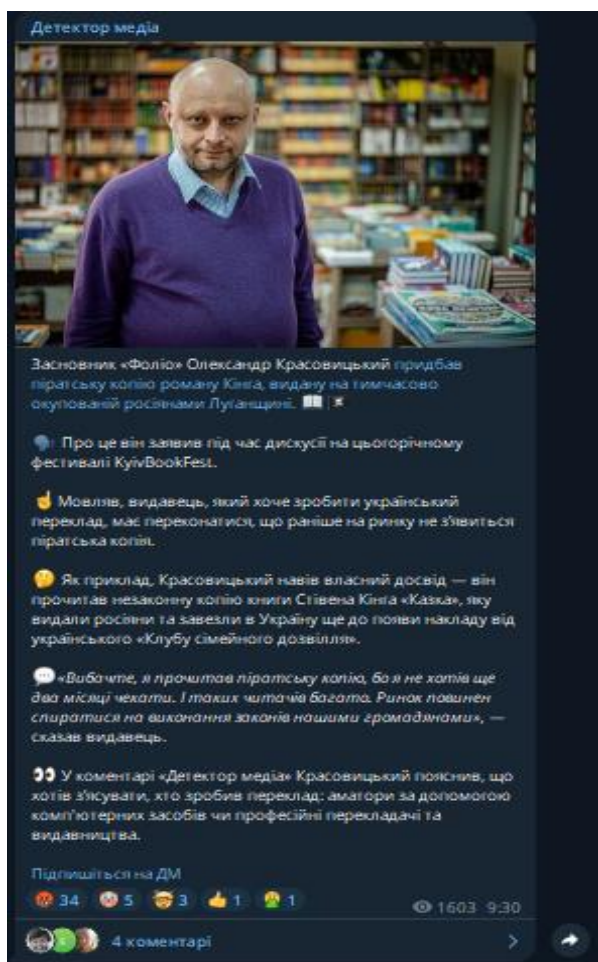 Детектор медіа
Засновник «Фоліо» Олександр Красовицький придбав
піратську копію роману Кінга, видану на тимчасово
окупованій росіянами Луганщині.
Про це він заявив під час дискусії на цьогорічному
фестивалі KyivBookFest.
Мовляв, видавець, який хоче зробити український
переклад, має переконатися, що раніше на ринку не з'явиться
піратська копія.
Як приклад, Красовицький навів власний досвід — він
прочитав незаконну копію книги Стівена Кінга «Казка», яку
видали росіяни та завезли в Україну ще до появи накладу від
українського «Клубу сімейного дозвілля».
«Вибачте, я прочитав піратську копію, бо я не хотів ще
два місяці чекати. І таких читачів багато. Ринок повинен
спиратися на виконання законів нашими громадянами», —
сказав видавець.
У коментарі «Детектор медіа» Красовицький пояснив, що
хотів з'ясувати, хто зробив переклад: аматори за допомогою
комп'ютерних засобів чи професійні перекладачі та
видавництва.
Підпишіться на ДМ
34 5 3 1 1
1603 9:30
4 коментарі